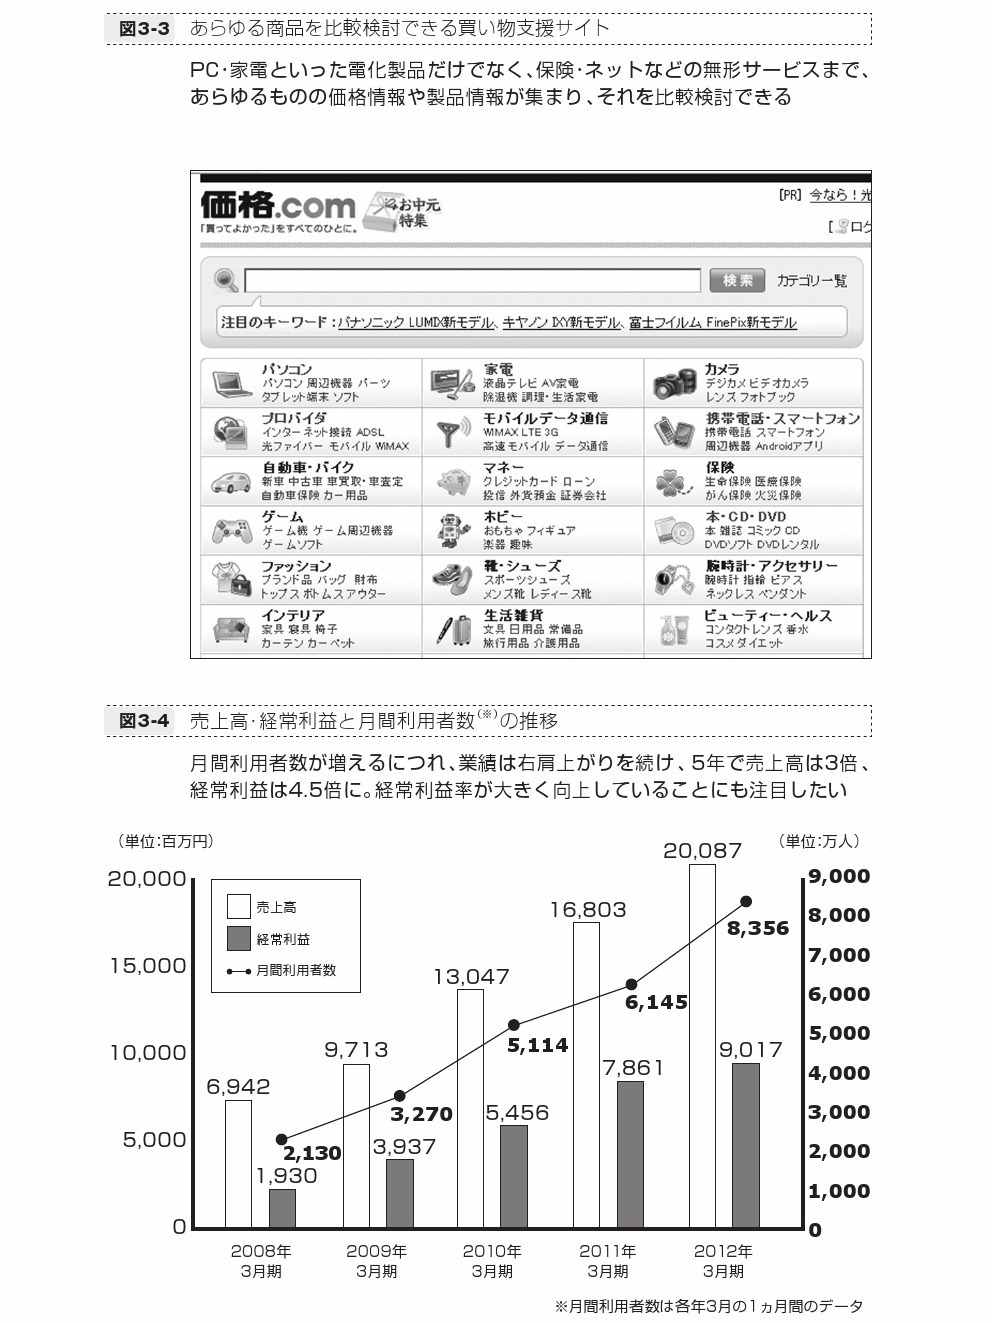 図3-3 あらゆる商品を比較検討できる買い物支援サイト
PC・家電といった電化製品だけでなく、保険・ネットなどの無形サービスまで、
あらゆるものの価格情報や製品情報が集まり、それを比較検討できる
価格.com
「買ってよかった」をすべてのひとに。
お中元
特集
[PR] 今なら！光
[ログ
検索 カテゴリ一覧
注目のキーワード：パナソニック LUMIX新モデル、キヤノン IXY新モデル、富士フイルム FinePix新モデル
パソコン
パソコン 周辺機器 パーツ
タブレット端末 ソフト
家電
液晶テレビ AV家電
除湿機 調理・生活家電
カメラ
デジカメ ビデオカメラ
レンズ フォトブック
プロバイダ
インターネット接続 ADSL
光ファイバー モバイル WiMAX
モバイルデータ通信
WiMAX LTE 3G
高速モバイル データ通信
携帯電話・スマートフォン
携帯電話 スマートフォン
周辺機器 Androidアプリ
自動車・バイク
新車 中古車 車買取・車査定
自動車保険 カー用品
マネー
クレジットカード ローン
投信 外貨預金 証券会社
保険
生命保険 医療保険
がん保険 火災保険
ゲーム
ゲーム機 ゲーム周辺機器
ゲームソフト
ホビー
おもちゃ フィギュア
楽器 趣味
本・CD・DVD
本 雑誌 コミック CD
DVDソフト DVDレンタル
ファッション
ブランド品 バッグ 財布
トップス ボトムス アウター
靴・シューズ
スポーツシューズ
メンズ靴 レディース靴
腕時計・アクセサリー
腕時計 指輪 ピアス
ネックレス ペンダント
インテリア
家具 寝具 椅子
カーテン カーペット
生活雑貨
文具 日用品 常備品
旅行用品 介護用品
ビューティー・ヘルス
コンタクトレンズ 香水
コスメ ダイエット
図3-4 売上高・経常利益と月間利用者数(※)の推移
月間利用者数が増えるにつれ、業績は右肩上がりを続け、5年で売上高は3倍、
経常利益は4.5倍に。経常利益率が大きく向上していることにも注目したい
（単位：百万円）
（単位：万人）
20,000
15,000
10,000
5,000
0
売上高
経常利益
月間利用者数
6,942
9,713
13,047
16,803
20,087
1,930
3,937
5,456
7,861
9,017
2,130
3,270
5,114
6,145
8,356
9,000
8,000
7,000
6,000
5,000
4,000
3,000
2,000
1,000
0
2008年
3月期
2009年
3月期
2010年
3月期
2011年
3月期
2012年
3月期
※月間利用者数は各年3月の1ヵ月間のデータ